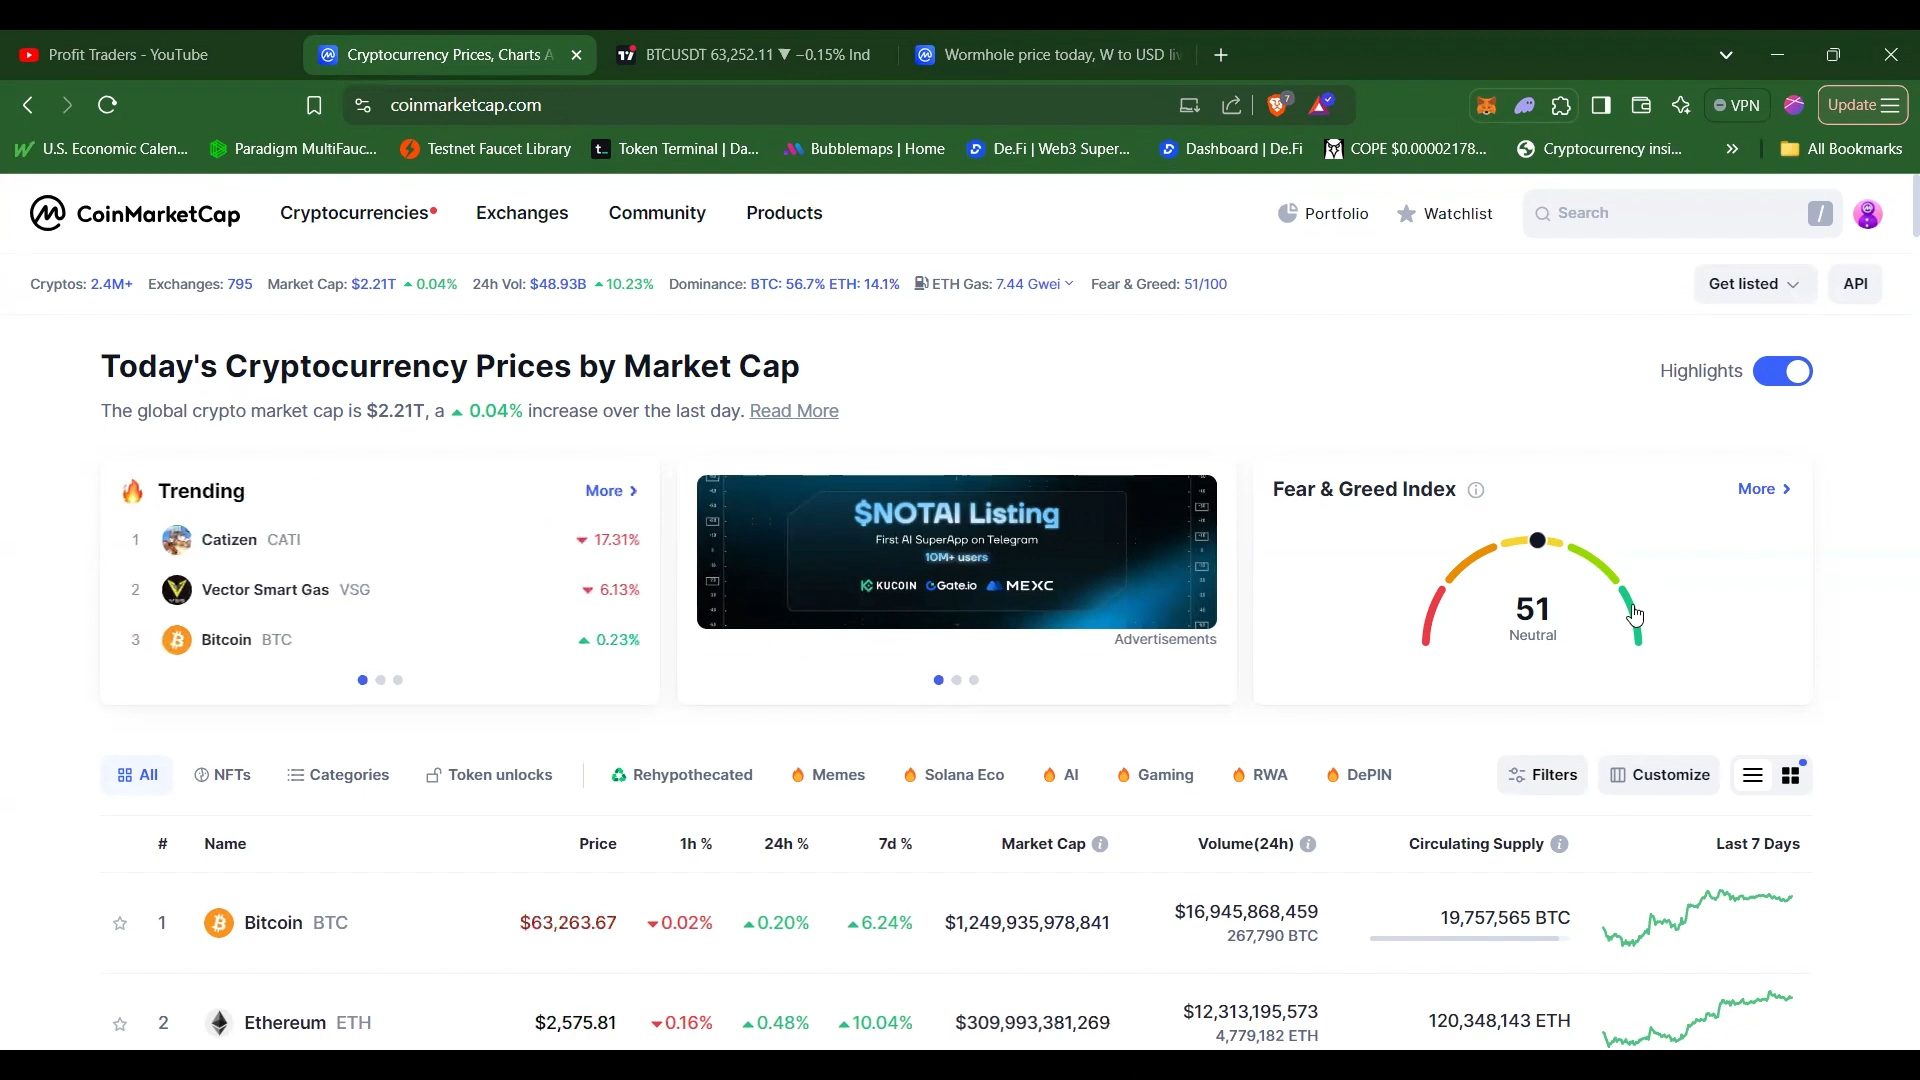 Profit Traders - YouTube
Cryptocurrency Prices, Charts A
BTCUSDT 63,252.11 ▼ −0.15% Ind
Wormhole price today, W to USD li
coinmarketcap.com
7
VPN
Update
U.S. Economic Calen...
Paradigm MultiFauc...
Testnet Faucet Library
Token Terminal | Da...
Bubblemaps | Home
De.Fi | Web3 Super...
Dashboard | De.Fi
COPE $0.00002178...
Cryptocurrency insi...
All Bookmarks
CoinMarketCap
Cryptocurrencies
Exchanges
Community
Products
Portfolio
Watchlist
Search
/
Cryptos: 2.4M+
Exchanges: 795
Market Cap: $2.21T 0.04%
24h Vol: $48.93B 10.23%
Dominance: BTC: 56.7% ETH: 14.1%
ETH Gas: 7.44 Gwei
Fear & Greed: 51/100
Get listed
API
Today's Cryptocurrency Prices by Market Cap
Highlights
The global crypto market cap is $2.21T, a 0.04% increase over the last day. Read More
Trending
More
1 Catizen CATI 17.31%
2 Vector Smart Gas VSG 6.13%
3 Bitcoin BTC 0.23%
$NOTAI Listing
First AI SuperApp on Telegram
10M+ users
KUCOIN Gate.io MEXC
Advertisements
Fear & Greed Index
More
51
Neutral
All
NFTs
Categories
Token unlocks
Rehypothecated
Memes
Solana Eco
AI
Gaming
RWA
DePIN
Filters
Customize
# Name Price 1h % 24h % 7d % Market Cap Volume(24h) Circulating Supply Last 7 Days
1 Bitcoin BTC $63,263.67 0.02% 0.20% 6.24% $1,249,935,978,841 $16,945,868,459 19,757,565 BTC
267,790 BTC
2 Ethereum ETH $2,575.81 0.16% 0.48% 10.04% $309,993,381,269 $12,313,195,573 120,348,143 ETH
4,779,182 ETH